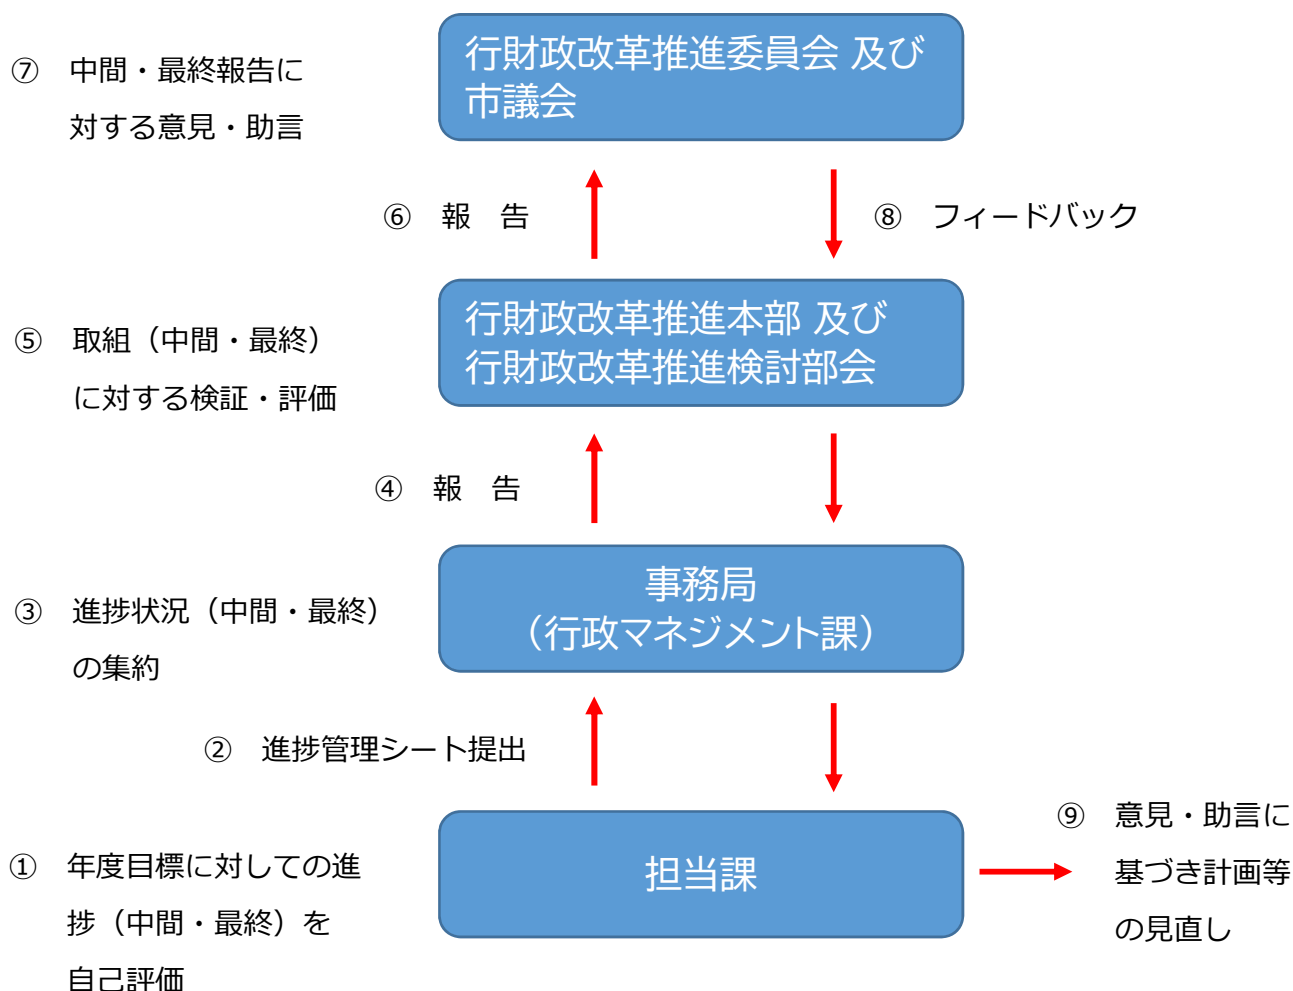 ⑦　中間・最終報告に
対する意見・助言
行財政改革推進委員会 及び
市議会
⑥　報　告
⑧　フィードバック
⑤　取組（中間・最終）
に対する検証・評価
行財政改革推進本部 及び
行財政改革推進検討部会
④　報　告
③　進捗状況（中間・最終）
の集約
事務局
（行政マネジメント課）
②　進捗管理シート提出
①　年度目標に対しての進
捗（中間・最終）を
自己評価
担当課
⑨　意見・助言に
基づき計画等
の見直し